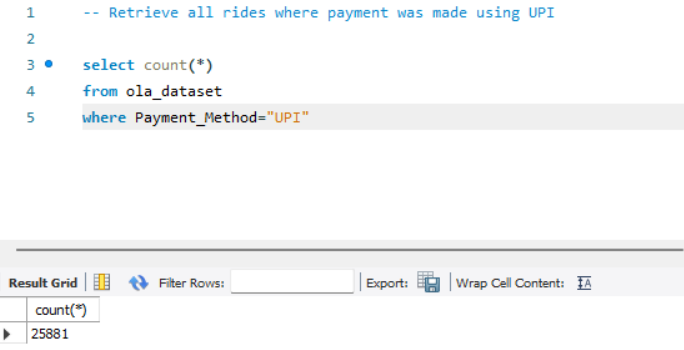 1 -- Retrieve all rides where payment was made using UPI
2
3 select count(*)
4 from ola_dataset
5 where Payment_Method="UPI"
Result Grid Filter Rows: Export: Wrap Cell Content: IA
count(*)
25881